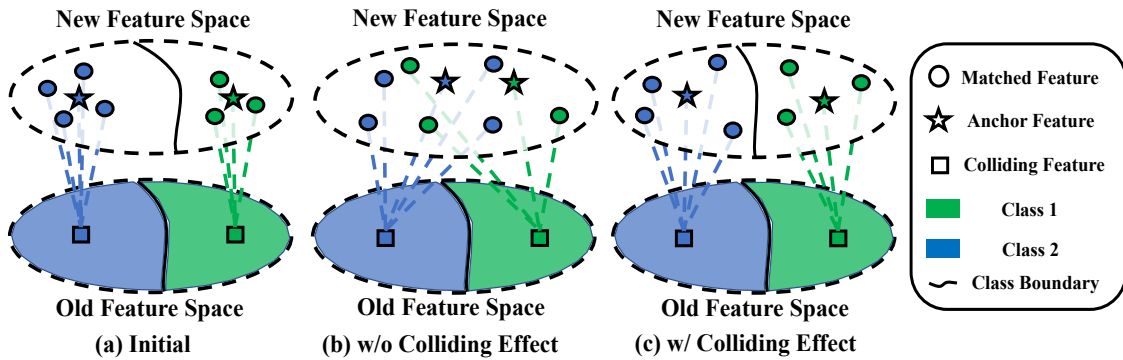 New Feature Space
New Feature Space
New Feature Space
Matched Feature
Anchor Feature
Colliding Feature
Class 1
Class 2
Class Boundary
Old Feature Space
Old Feature Space
Old Feature Space
(a) Initial
(b) w/o Colliding Effect
(c) w/ Colliding Effect